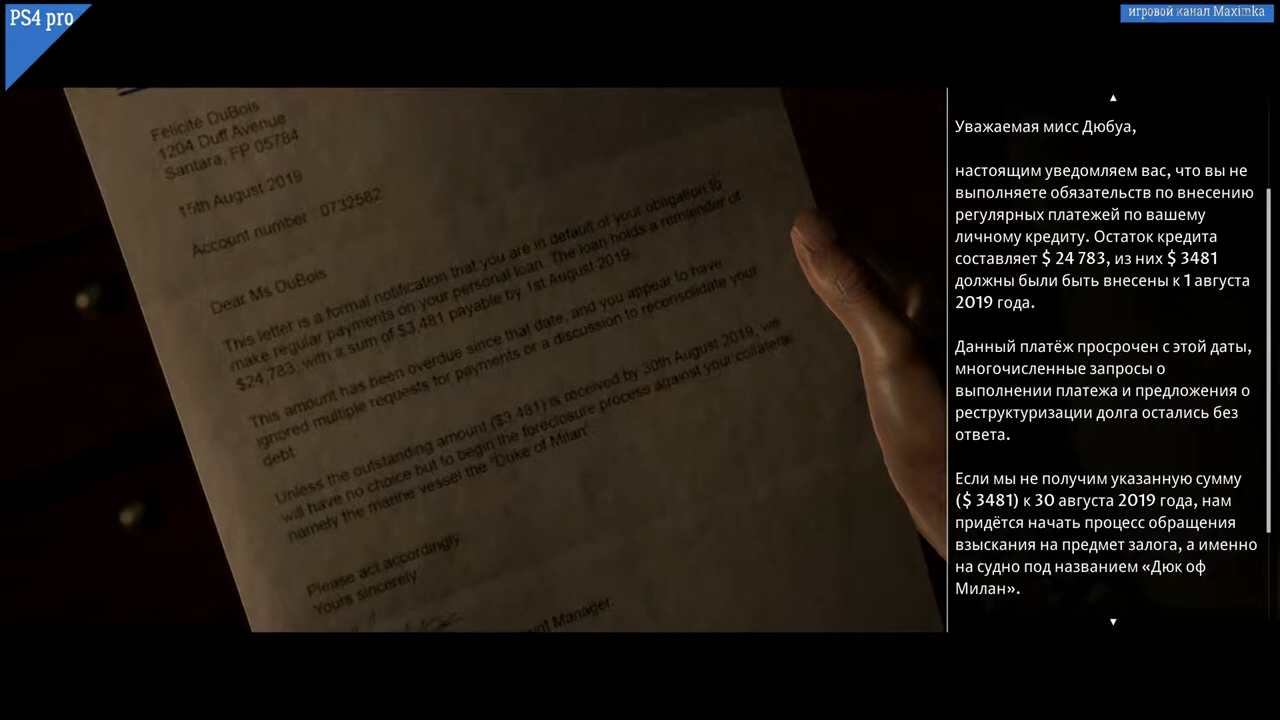 PS4 pro
игровой канал Maximka
Felicite DuBois
1204 Duff Avenue
Santara, FP 05784
15th August 2019
Account number : 0732582
Dear Ms DuBois
This letter is a formal notification that you are in default of your obligation to
make regular payments on your personal loan. The loan holds a remainder of
$24,783, with a sum of $3 481 payable by 1st August 2019.
This amount has been overdue since that date, and you appear to have
ignored multiple requests for payments or a discussion to reconsolidate your
debt.
Unless the outstanding amount ($3 481) is received by 30th August 2019, we
will have no choice but to begin the foreclosure process against your collateral
namely the marine vessel the "Duke of Milan".
Please act accordingly
Yours sincerely
Manager.
Уважаемая мисс Дюбуа,
настоящим уведомляем вас, что вы не
выполняете обязательств по внесению
регулярных платежей по вашему
личному кредиту. Остаток кредита
составляет $ 24 783, из них $ 3481
должны были быть внесены к 1 августа
2019 года.
Данный платёж просрочен с этой даты,
многочисленные запросы о
выполнении платежа и предложения о
реструктуризации долга остались без
ответа.
Если мы не получим указанную сумму
($ 3481) к 30 августа 2019 года, нам
придётся начать процесс обращения
взыскания на предмет залога, а именно
на судно под названием «Дюк оф
Милан».